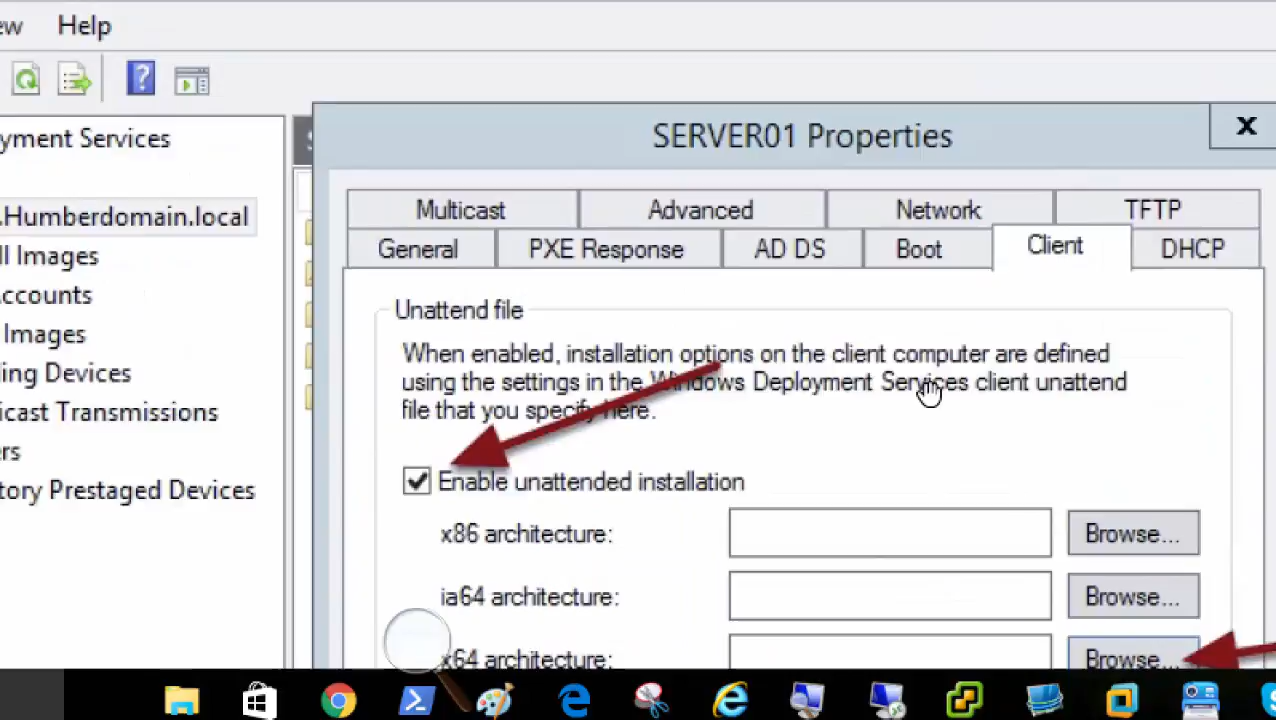 ew Help
yment Services
.Humberdomain.local
ll Images
ccounts
Images
ing Devices
icast Transmissions
rs
tory Prestaged Devices
SERVER01 Properties
Multicast Advanced Network TFTP
General PXE Response AD DS Boot Client DHCP
Unattend file
When enabled, installation options on the client computer are defined
using the settings in the Windows Deployment Services client unattend
file that you specify here.
Enable unattended installation
x86 architecture: Browse...
ia64 architecture: Browse...
x64 architecture: Browse...